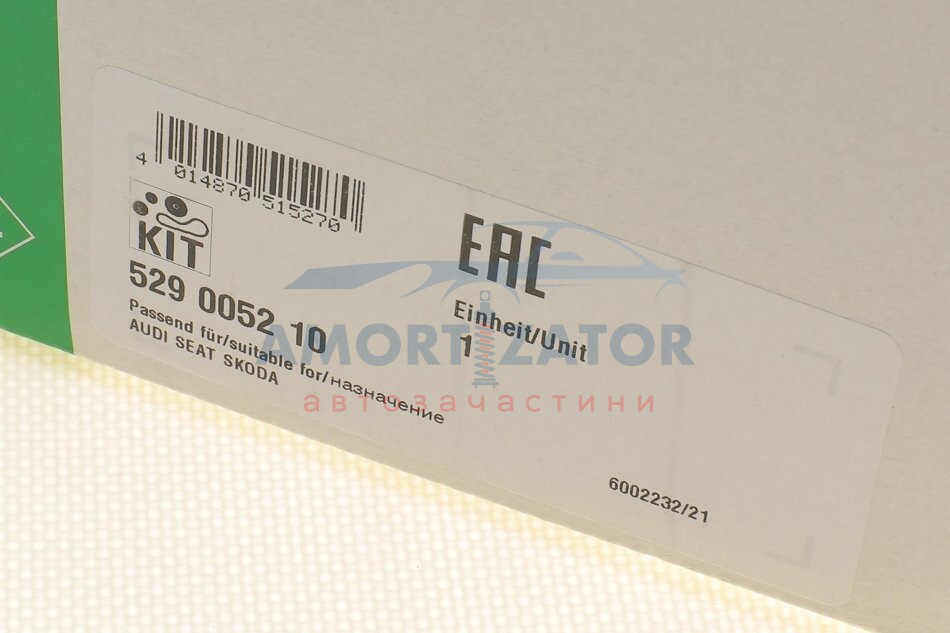 4 014870 515270
KIT
EAC
529 0052 10
Einheit/Unit
1
Passend für/suitable for/назначение
AUDI SEAT SKODA
AMORTIZATOR
автозачастини
6002232/21